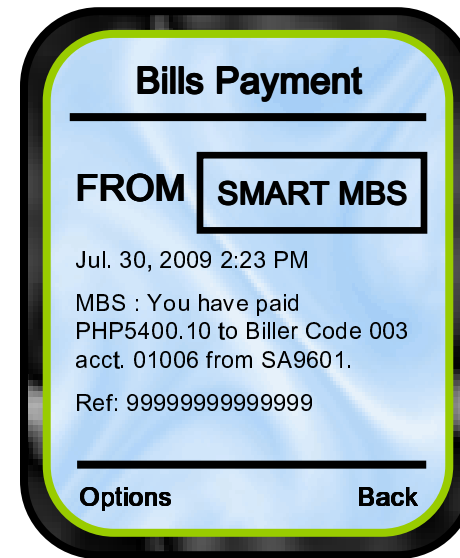 Bills Payment
FROM SMART MBS
Jul. 30, 2009 2:23 PM
MBS : You have paid
PHP5400.10 to Biller Code 003
acct. 01006 from SA9601.
Ref: 99999999999999
Options Back